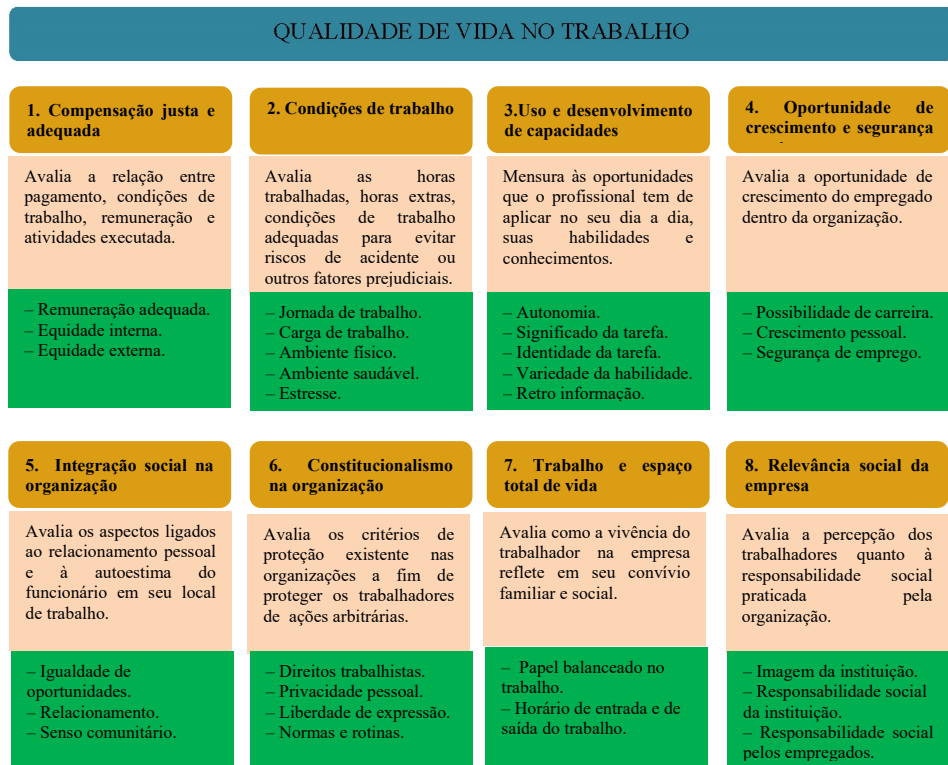 QUALIDADE DE VIDA NO TRABALHO
1. Compensação justa e
adequada
Avalia a relação entre
pagamento, condições de
trabalho, remuneração e
atividades executada.
– Remuneração adequada.
– Equidade interna.
– Equidade externa.
2. Condições de trabalho
Avalia as horas
trabalhadas, horas extras,
condições de trabalho
adequadas para evitar
riscos de acidente ou
outros fatores prejudiciais.
– Jornada de trabalho.
– Carga de trabalho.
– Ambiente físico.
– Ambiente saudável.
– Estresse.
3.Uso e desenvolvimento
de capacidades
Mensura às oportunidades
que o profissional tem de
aplicar no seu dia a dia,
suas habilidades e
conhecimentos.
– Autonomia.
– Significado da tarefa.
– Identidade da tarefa.
– Variedade da habilidade.
– Retro informação.
4. Oportunidade de
crescimento e segurança
Avalia a oportunidade de
crescimento do empregado
dentro da organização.
– Possibilidade de carreira.
– Crescimento pessoal.
– Segurança de emprego.
5. Integração social na
organização
Avalia os aspectos ligados
ao relacionamento pessoal
e à autoestima do
funcionário em seu local
de trabalho.
– Igualdade de
oportunidades.
– Relacionamento.
– Senso comunitário.
6. Constitucionalismo
na organização
Avalia os critérios de
proteção existente nas
organizações a fim de
proteger os trabalhadores
de ações arbitrárias.
– Direitos trabalhistas.
– Privacidade pessoal.
– Liberdade de expressão.
– Normas e rotinas.
7. Trabalho e espaço
total de vida
Avalia como a vivência do
trabalhador na empresa
reflete em seu convívio
familiar e social.
– Papel balanceado no
trabalho.
– Horário de entrada e de
saída do trabalho.
8. Relevância social da
empresa
Avalia a percepção dos
trabalhadores quanto à
responsabilidade social
praticada pela
organização.
– Imagem da instituição.
– Responsabilidade social
da instituição.
– Responsabilidade social
pelos empregados.